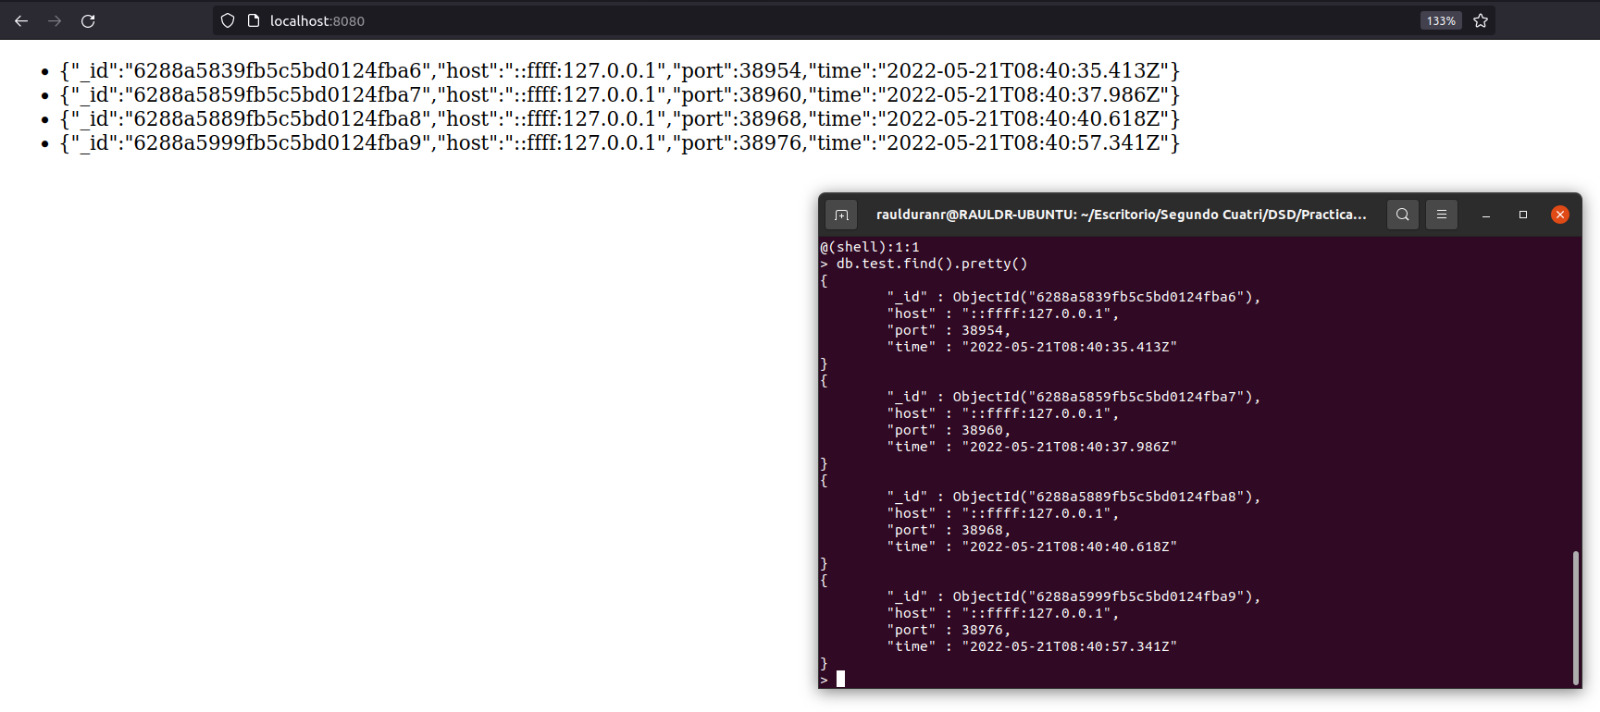 localhost:8080
133%
{"_id":"6288a5839fb5c5bd0124fba6","host":"::ffff:127.0.0.1","port":38954,"time":"2022-05-21T08:40:35.413Z"}
{"_id":"6288a5859fb5c5bd0124fba7","host":"::ffff:127.0.0.1","port":38960,"time":"2022-05-21T08:40:37.986Z"}
{"_id":"6288a5889fb5c5bd0124fba8","host":"::ffff:127.0.0.1","port":38968,"time":"2022-05-21T08:40:40.618Z"}
{"_id":"6288a5999fb5c5bd0124fba9","host":"::ffff:127.0.0.1","port":38976,"time":"2022-05-21T08:40:57.341Z"}
raulduranr@RAULDR-UBUNTU: ~/Escritorio/Segundo Cuatri/DSD/Practica...
@(shell):1:1
> db.test.find().pretty()
{
"_id" : ObjectId("6288a5839fb5c5bd0124fba6"),
"host" : "::ffff:127.0.0.1",
"port" : 38954,
"time" : "2022-05-21T08:40:35.413Z"
}
{
"_id" : ObjectId("6288a5859fb5c5bd0124fba7"),
"host" : "::ffff:127.0.0.1",
"port" : 38960,
"time" : "2022-05-21T08:40:37.986Z"
}
{
"_id" : ObjectId("6288a5889fb5c5bd0124fba8"),
"host" : "::ffff:127.0.0.1",
"port" : 38968,
"time" : "2022-05-21T08:40:40.618Z"
}
{
"_id" : ObjectId("6288a5999fb5c5bd0124fba9"),
"host" : "::ffff:127.0.0.1",
"port" : 38976,
"time" : "2022-05-21T08:40:57.341Z"
}
>